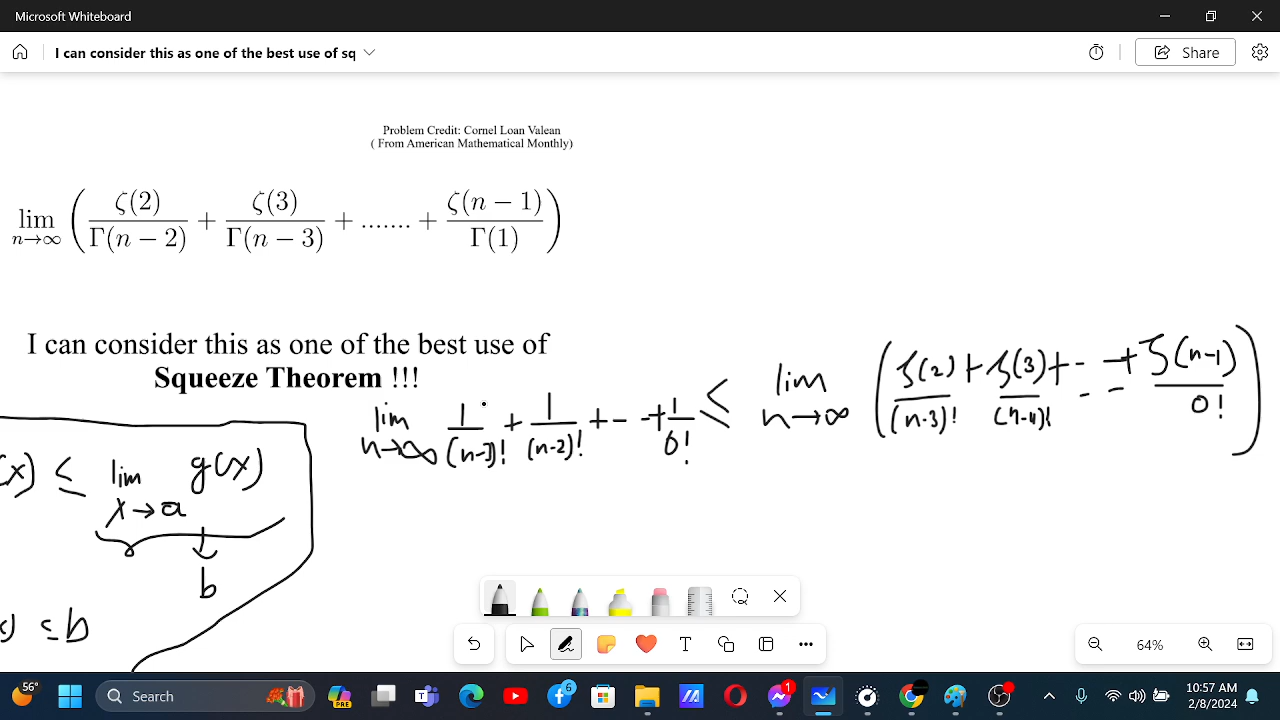 Microsoft Whiteboard
I can consider this as one of the best use of sq
Share
Problem Credit: Cornel Loan Valean
( From American Mathematical Monthly)
lim n→∞ ( ζ(2)/Γ(n − 2) + ζ(3)/Γ(n − 3) + ....... + ζ(n − 1)/Γ(1) )
I can consider this as one of the best use of
Squeeze Theorem !!!
lim n→∞ 1/(n-3)! + 1/(n-2)! + - - + 1/0! ≤ lim n→∞ ( ζ(2)/(n-3)! + ζ(3)/(n-4)! + - - - - + ζ(n-1)/0! )
(x) ≤ lim x→a g(x)
b
) ≤ b
64%
56°
Search
PRE
6
1
10:57 AM
2/8/2024